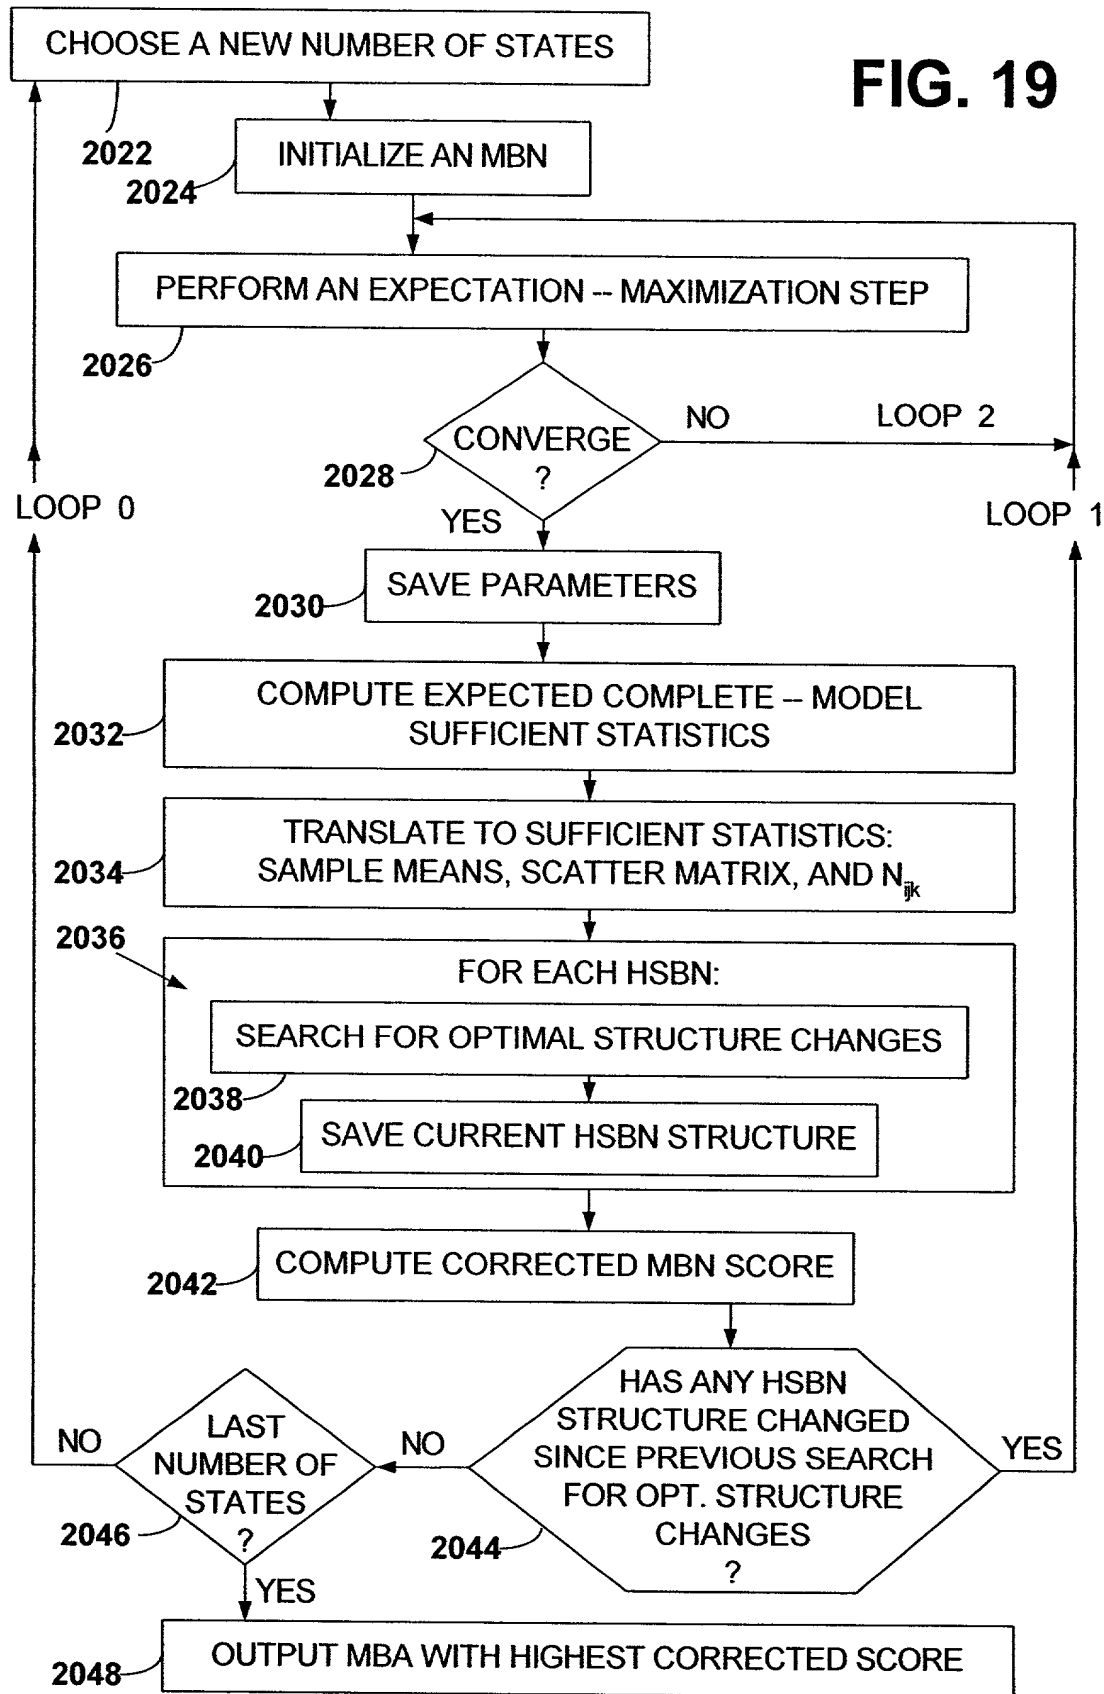 CHOOSE A NEW NUMBER OF STATES
FIG. 19
2022
INITIALIZE AN MBN
2024
PERFORM AN EXPECTATION -- MAXIMIZATION STEP
2026
CONVERGE
?
2028
NO
LOOP 2
YES
LOOP 0
LOOP 1
SAVE PARAMETERS
2030
COMPUTE EXPECTED COMPLETE -- MODEL
SUFFICIENT STATISTICS
2032
TRANSLATE TO SUFFICIENT STATISTICS:
SAMPLE MEANS, SCATTER MATRIX, AND Nijk
2034
2036
FOR EACH HSBN:
SEARCH FOR OPTIMAL STRUCTURE CHANGES
2038
SAVE CURRENT HSBN STRUCTURE
2040
COMPUTE CORRECTED MBN SCORE
2042
HAS ANY HSBN
STRUCTURE CHANGED
SINCE PREVIOUS SEARCH
FOR OPT. STRUCTURE
CHANGES
?
2044
YES
NO
LAST
NUMBER OF
STATES
?
2046
NO
YES
OUTPUT MBA WITH HIGHEST CORRECTED SCORE
2048